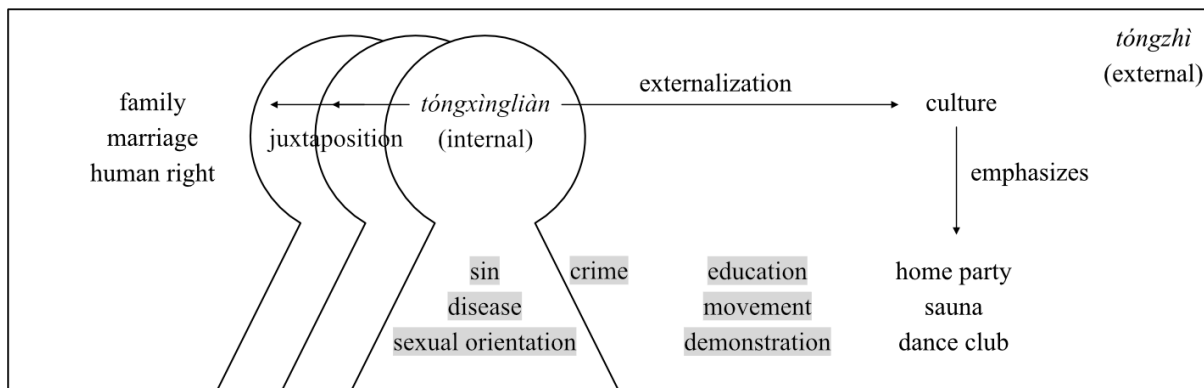 tóngzhì
(external)
externalization
family
marriage
human right
juxtaposition
tóngxìngliàn
(internal)
culture
emphasizes
sin
disease
sexual orientation
crime
education
movement
demonstration
home party
sauna
dance club